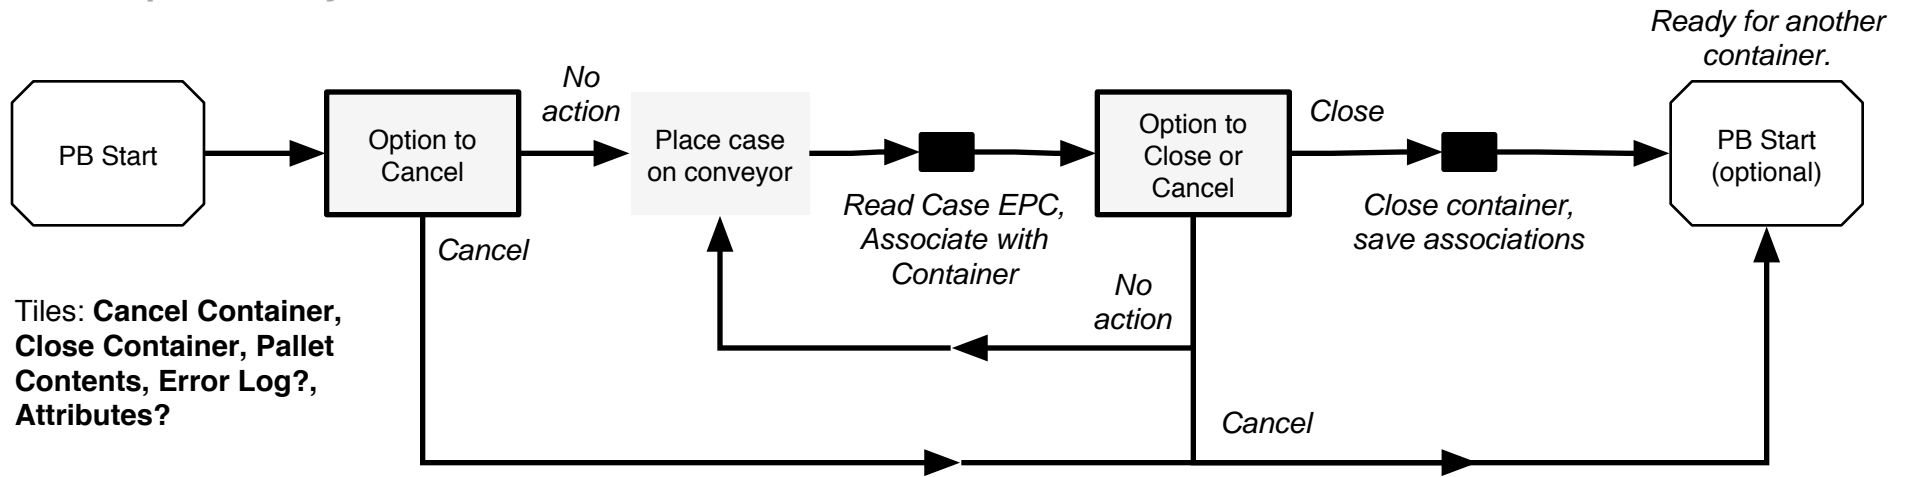 Ready for another
container.
No
action
Close
PB Start
Option to
Cancel
Place case
on conveyor
Option to
Close or
Cancel
PB Start
(optional)
Read Case EPC,
Associate with
Container
Close container,
save associations
Cancel
No
action
Tiles: Cancel Container,
Close Container, Pallet
Contents, Error Log?,
Attributes?
Cancel